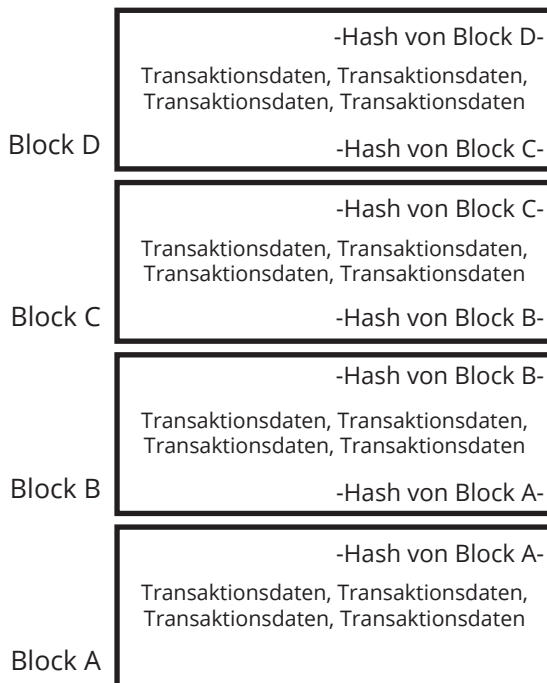 -Hash von Block D-
Transaktionsdaten, Transaktionsdaten,
Transaktionsdaten, Transaktionsdaten
Block D
-Hash von Block C-
-Hash von Block C-
Transaktionsdaten, Transaktionsdaten,
Transaktionsdaten, Transaktionsdaten
Block C
-Hash von Block B-
-Hash von Block B-
Transaktionsdaten, Transaktionsdaten,
Transaktionsdaten, Transaktionsdaten
Block B
-Hash von Block A-
-Hash von Block A-
Transaktionsdaten, Transaktionsdaten,
Transaktionsdaten, Transaktionsdaten
Block A